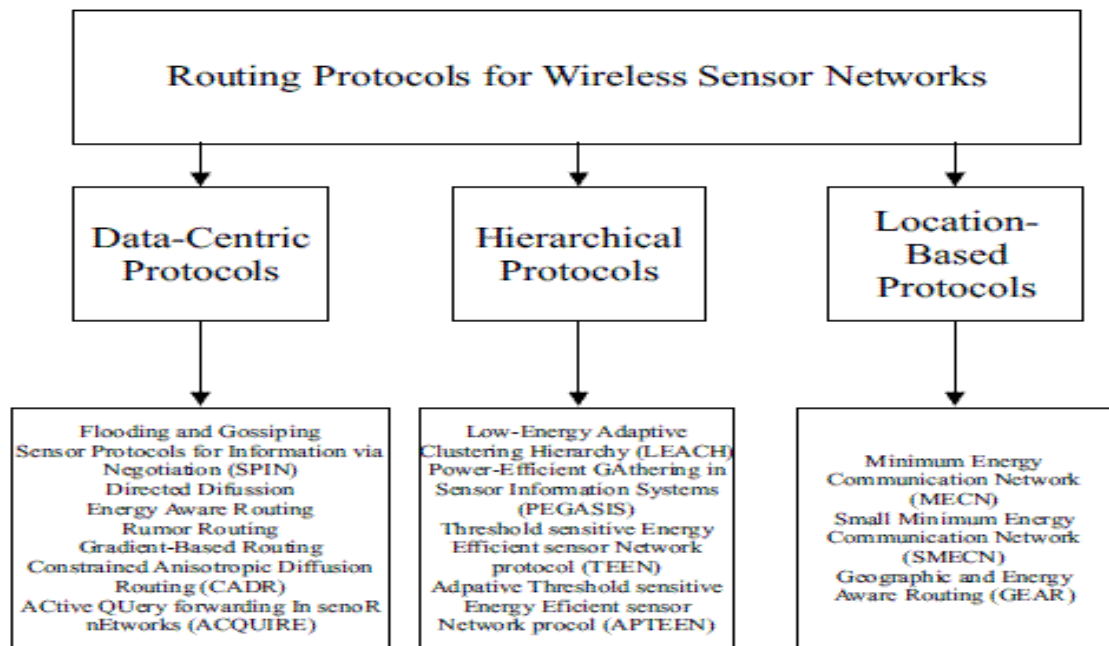 Routing Protocols for Wireless Sensor Networks
Data-Centric
Protocols
Hierarchical
Protocols
Location-
Based
Protocols
Flooding and Gossiping
Sensor Protocols for Information via
Negotiation (SPIN)
Directed Difussion
Energy Aware Routing
Rumor Routing
Gradient-Based Routing
Constrained Anisotropic Diffusion
Routing (CADR)
ACtive QUery forwarding In senoR
nEtworks (ACQUIRE)
Low-Energy Adaptive
Clustering Hierarchy (LEACH)
Power-Efficient GAthering in
Sensor Information Systems
(PEGASIS)
Threshold sensitive Energy
Efficient sensor Network
protocol (TEEN)
Adpative Threshold sensitive
Energy Eficient sensor
Network procol (APTEEN)
Minimum Energy
Communication Network
(MECN)
Small Minimum Energy
Communication Network
(SMECN)
Geographic and Energy
Aware Routing (GEAR)